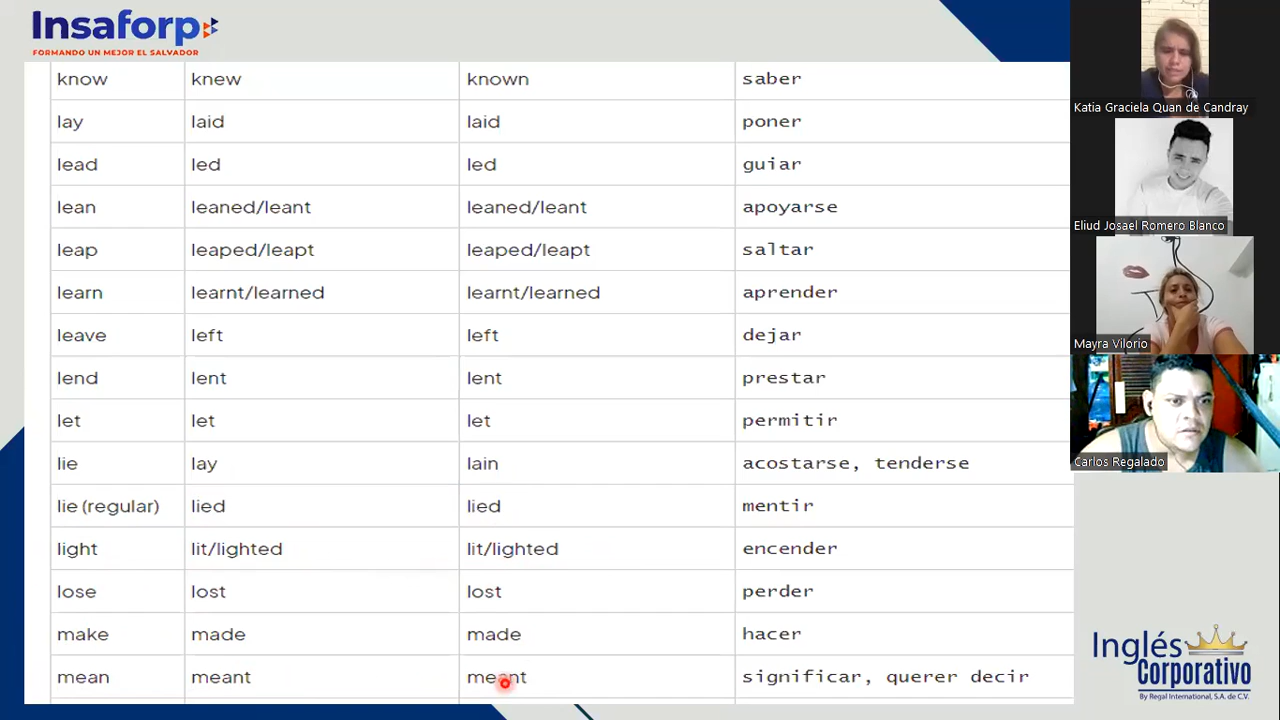 Insaforp
FORMANDO UN MEJOR EL SALVADOR
know knew known saber
lay laid laid poner
lead led led guiar
lean leaned/leant leaned/leant apoyarse
leap leaped/leapt leaped/leapt saltar
learn learnt/learned learnt/learned aprender
leave left left dejar
lend lent lent prestar
let let let permitir
lie lay lain acostarse, tenderse
lie (regular) lied lied mentir
light lit/lighted lit/lighted encender
lose lost lost perder
make made made hacer
mean meant meant significar, querer decir
Katia Graciela Quan de Candray
Eliud Josael Romero Blanco
Mayra Vilorio
Carlos Regalado
Inglés
Corporativo
By Regal International, S.A. de C.V.